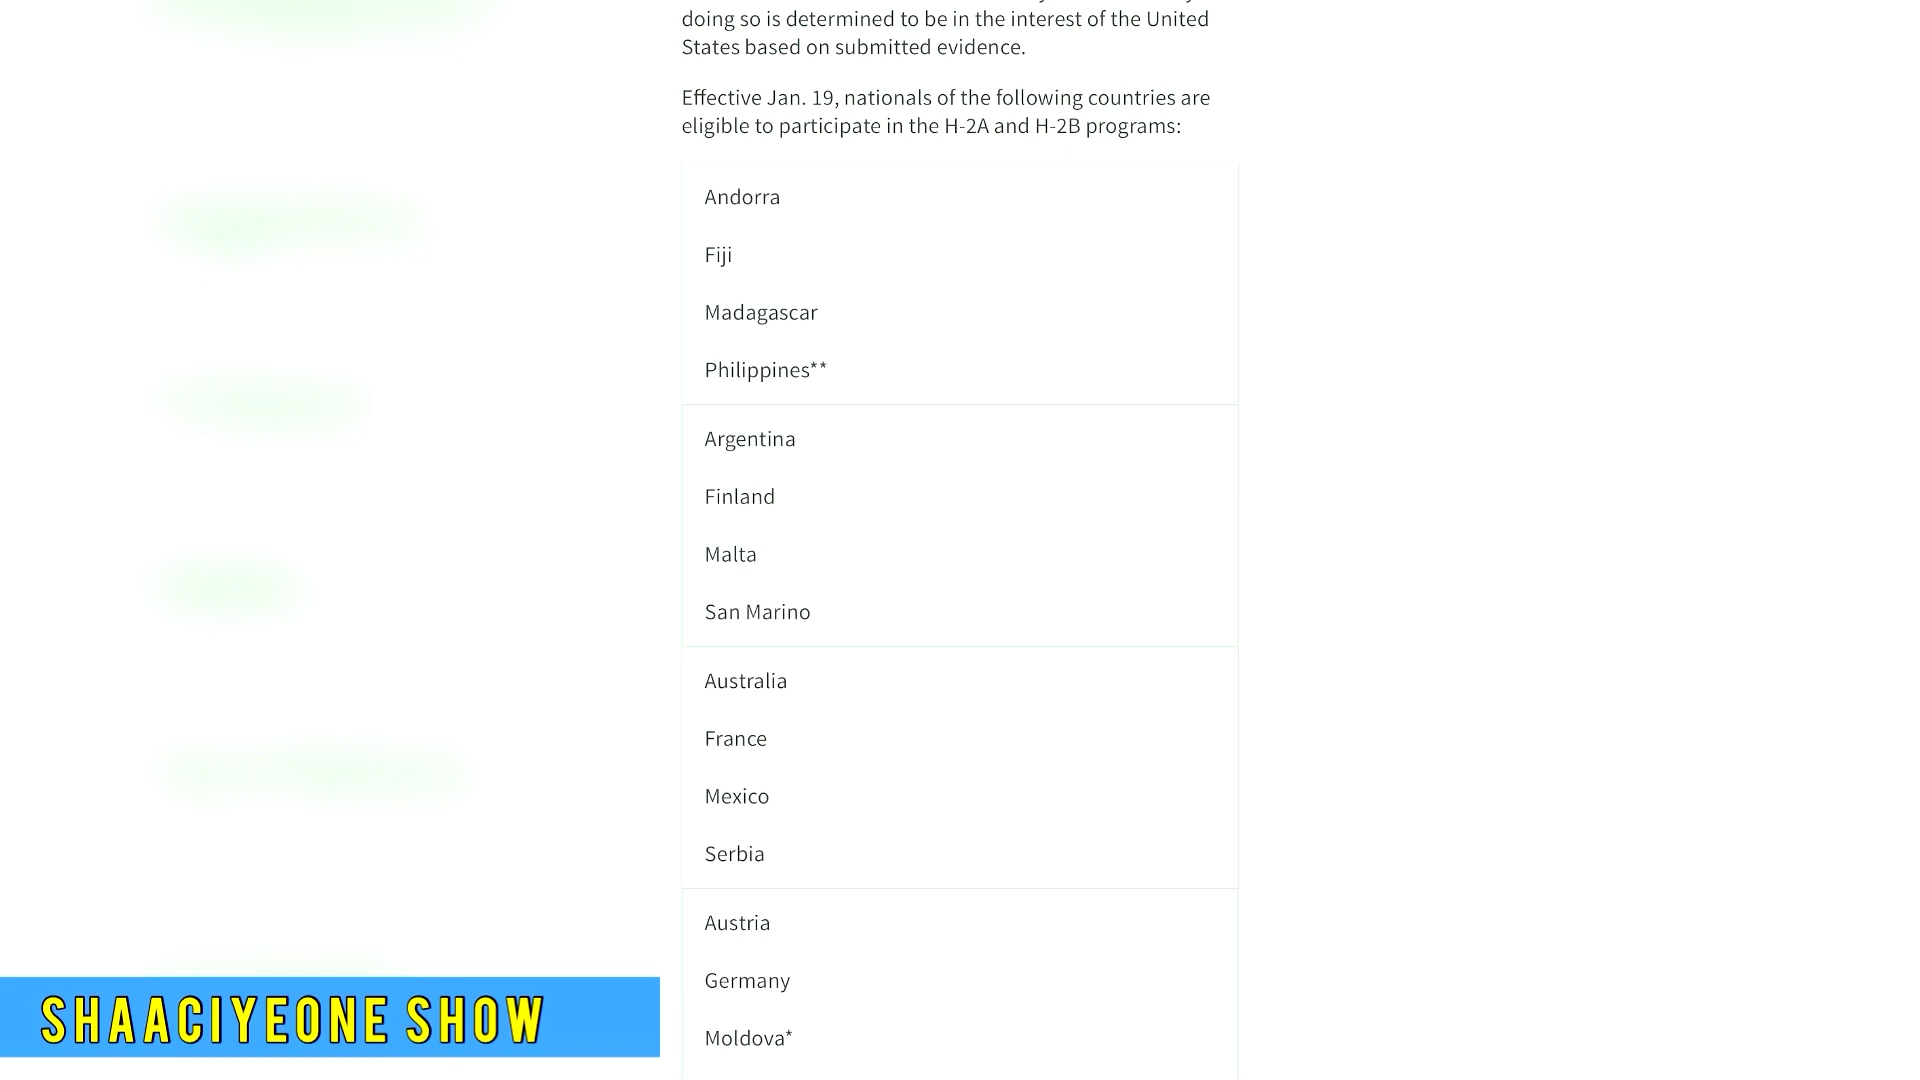 doing so is determined to be in the interest of the United
States based on submitted evidence.
Effective Jan. 19, nationals of the following countries are
eligible to participate in the H-2A and H-2B programs:
Andorra
Fiji
Madagascar
Philippines**
Argentina
Finland
Malta
San Marino
Australia
France
Mexico
Serbia
Austria
Germany
Moldova*
SHAACIYEONE SHOW